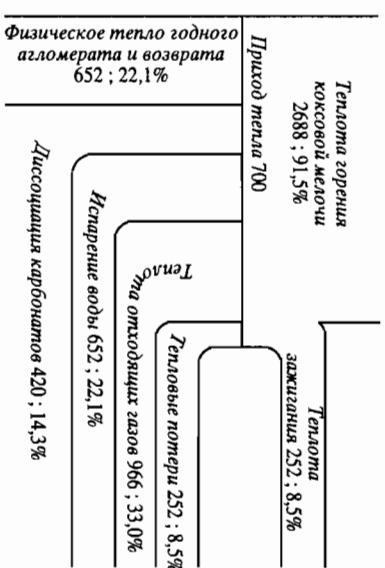 Физическое тепло годного
агломерата и возврата
652 ; 22,1%
Приход тепла 700
Теплота горения
коксовой мелочи
2688 ; 91,5%
Диссоциация карбонатов 420 ; 14,3%
Испарение воды 652 ; 22,1%
Теплота отходящих газов 966 ; 33,0%
Тепловые потери 252 ; 8,5%
Теплота
зажигания 252 ; 8,5%